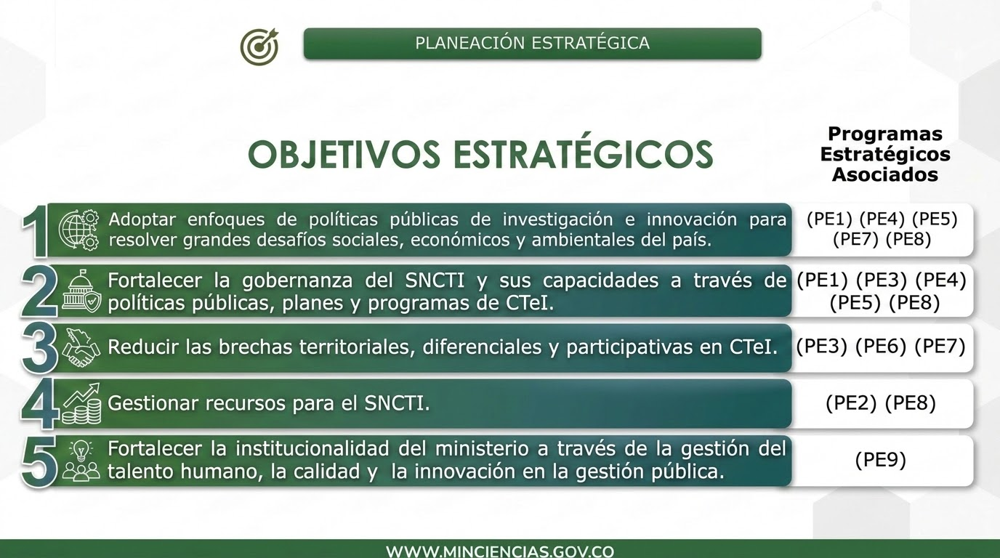 PLANEACIÓN ESTRATÉGICA
OBJETIVOS ESTRATÉGICOS
Programas
Estratégicos
Asociados
1
Adoptar enfoques de políticas públicas de investigación e innovación para
resolver grandes desafíos sociales, económicos y ambientales del país.
(PE1) (PE4) (PE5)
(PE7) (PE8)
2
Fortalecer la gobernanza del SNCTI y sus capacidades a través de
políticas públicas, planes y programas de CTeI.
(PE1) (PE3) (PE4)
(PE5) (PE8)
3
Reducir las brechas territoriales, diferenciales y participativas en CTeI.
(PE3) (PE6) (PE7)
4
Gestionar recursos para el SNCTI.
(PE2) (PE8)
5
Fortalecer la institucionalidad del ministerio a través de la gestión del
talento humano, la calidad y  la innovación en la gestión pública.
(PE9)
WWW.MINCIENCIAS.GOV.CO